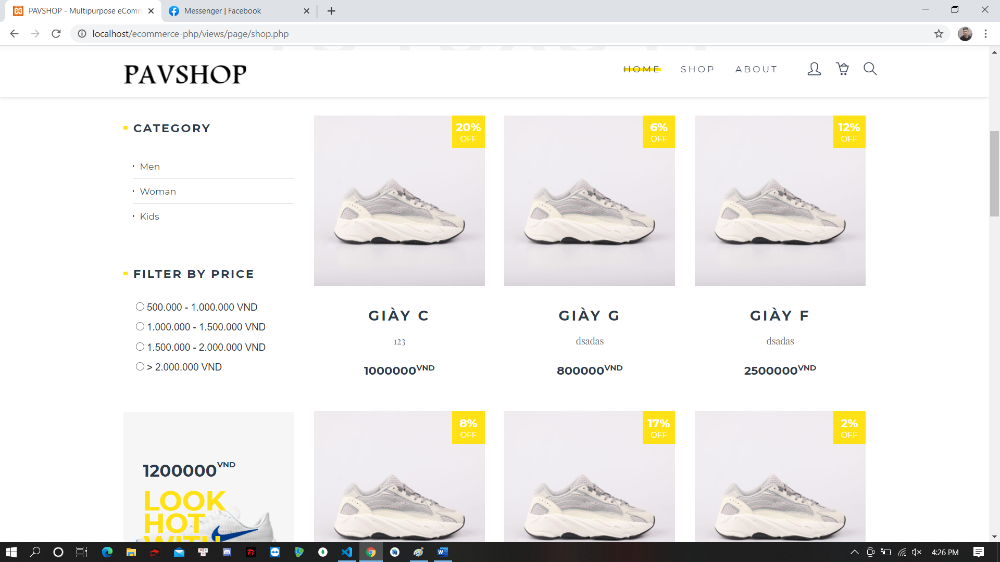 PAVSHOP - Multipurpose eComm
Messenger | Facebook
localhost/ecommerce-php/views/page/shop.php
PAVSHOP
HOME
SHOP
ABOUT
CATEGORY
Men
Woman
Kids
FILTER BY PRICE
500.000 - 1.000.000 VND
1.000.000 - 1.500.000 VND
1.500.000 - 2.000.000 VND
> 2.000.000 VND
1200000VND
LOOK
HOT
WITH
20%
OFF
GIÀY C
123
1000000VND
6%
OFF
GIÀY G
dsadas
800000VND
12%
OFF
GIÀY F
dsadas
2500000VND
8%
OFF
17%
OFF
2%
OFF
4:26 PM